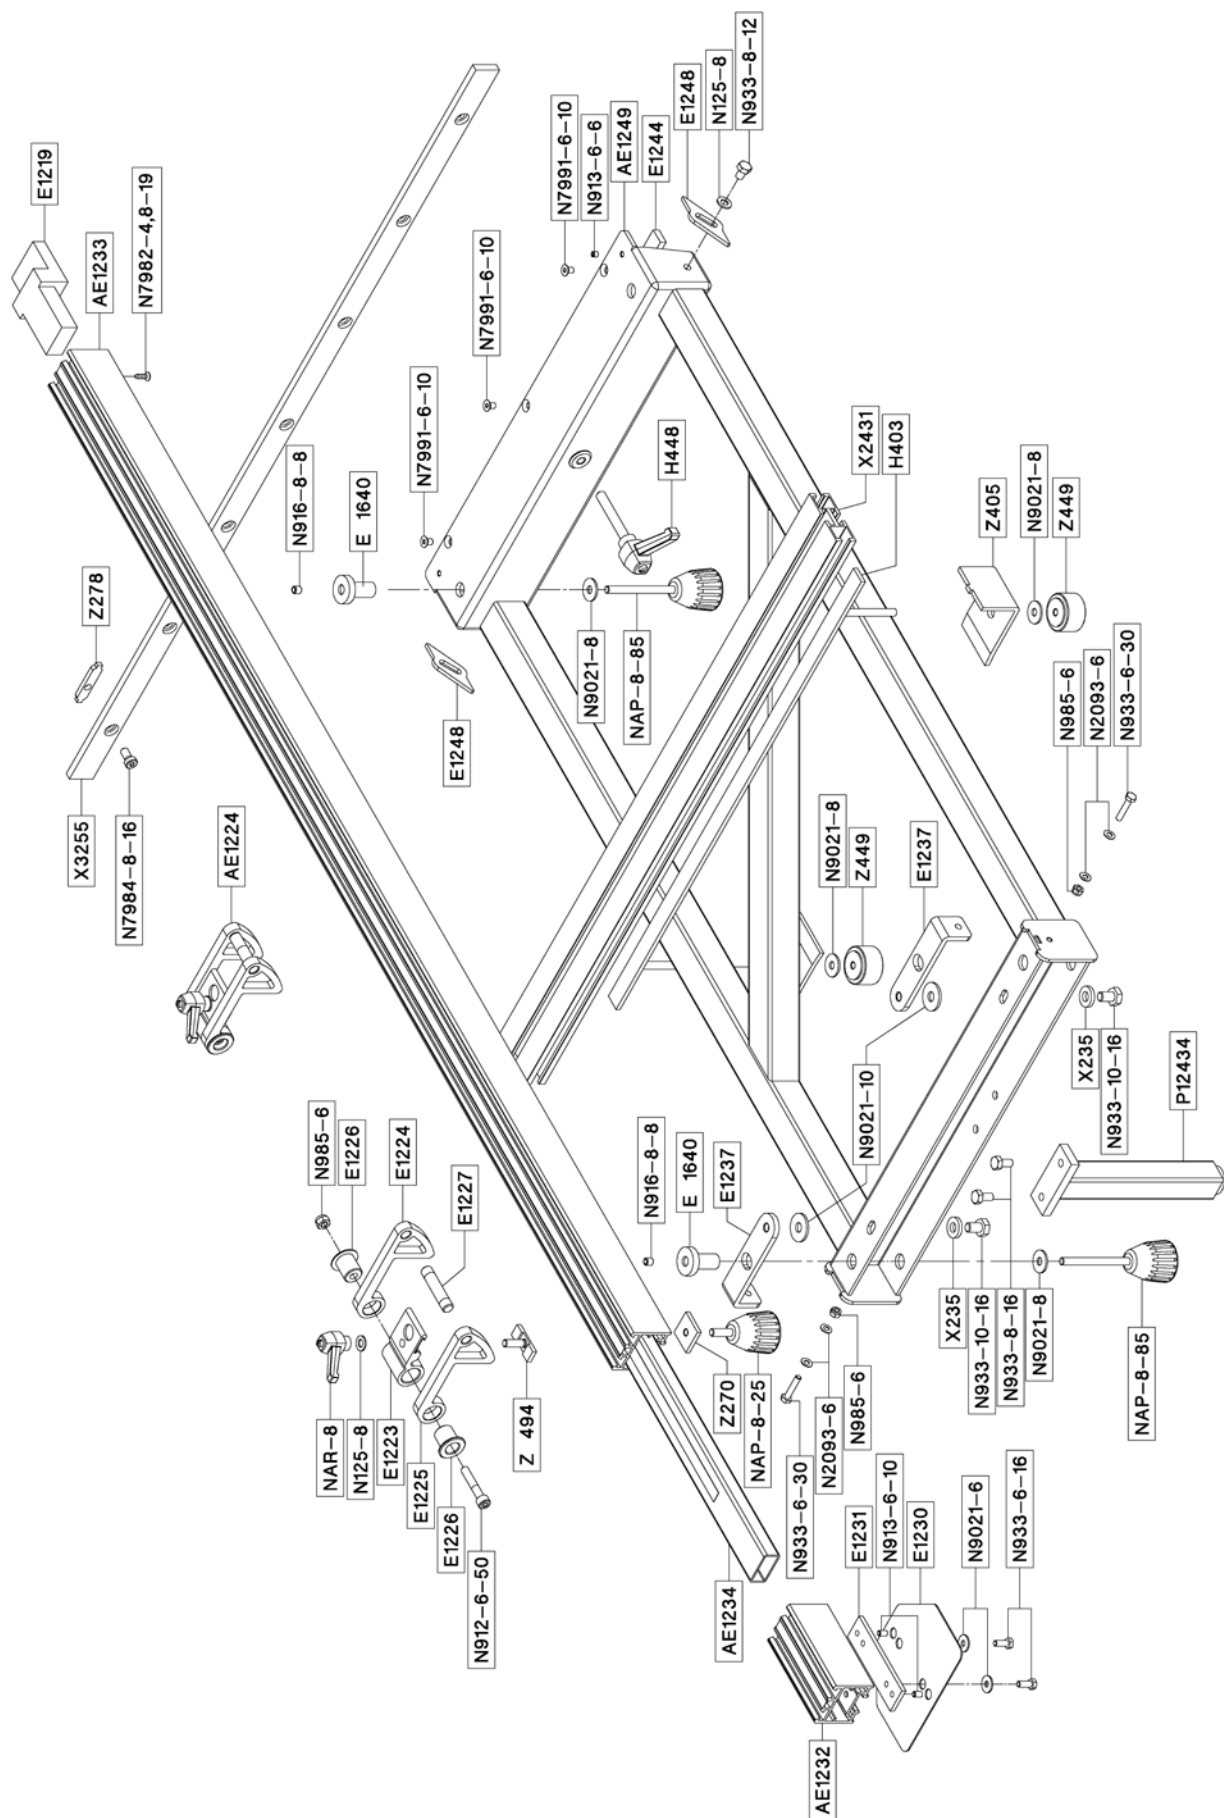 E1219
AE1233
N7982-4,8-19
N7991-6-10
N913-6-6
AE1249
E1244
E1248
N125-8
N933-8-12
N7991-6-10
N7991-6-10
N916-8-8
E 1640
H448
Z278
X3255
N7984-8-16
E1248
N9021-8
NAP-8-85
X2431
H403
Z405
N9021-8
Z449
AE1224
N985-6
N2093-6
N933-6-30
N9021-8
Z449
E1237
N985-6
E1226
E1224
E1227
N9021-10
X235
N933-10-16
P12434
N916-8-8
E 1640
E1237
NAR-8
N125-8
E1223
E1225
E1226
N912-6-50
Z 494
Z270
NAP-8-25
X235
N933-10-16
N933-8-16
N9021-8
NAP-8-85
N933-6-30
N2093-6
N985-6
AE1234
E1231
N913-6-10
E1230
N9021-6
N933-6-16
AE1232